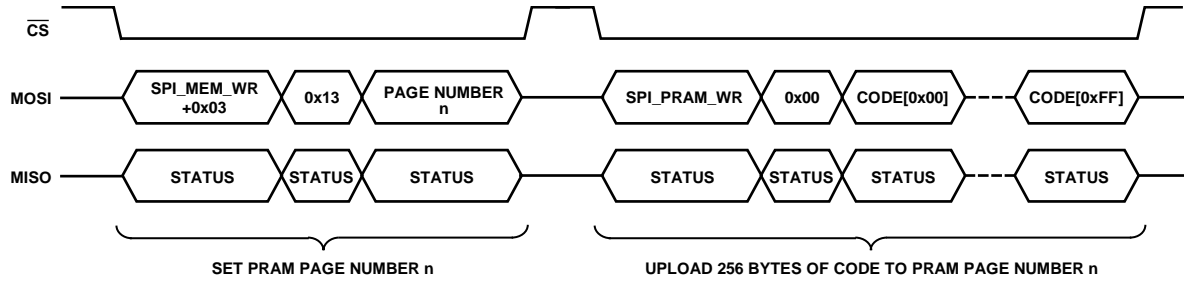 CS
MOSI
SPI_MEM_WR
+0x03
0x13
PAGE NUMBER
n
SPI_PRAM_WR
0x00
CODE[0x00]
CODE[0xFF]
MISO
STATUS
STATUS
STATUS
STATUS
STATUS
STATUS
STATUS
SET PRAM PAGE NUMBER n
UPLOAD 256 BYTES OF CODE TO PRAM PAGE NUMBER n